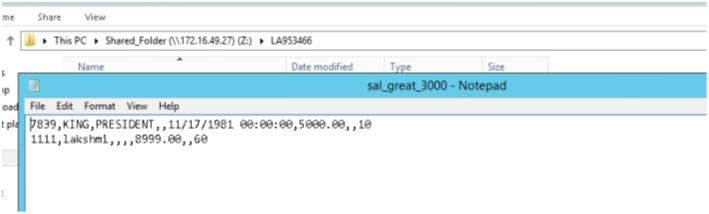 me Share View
This PC Shared_Folder (\\172.16.49.27) (Z:) LA953466
Name Date modified Type Size
sal_great_3000 - Notepad
File Edit Format View Help
7839,KING,PRESIDENT,,11/17/1981 00:00:00,5000.00,,10
1111,lakshmi,,,,8999.00,,60